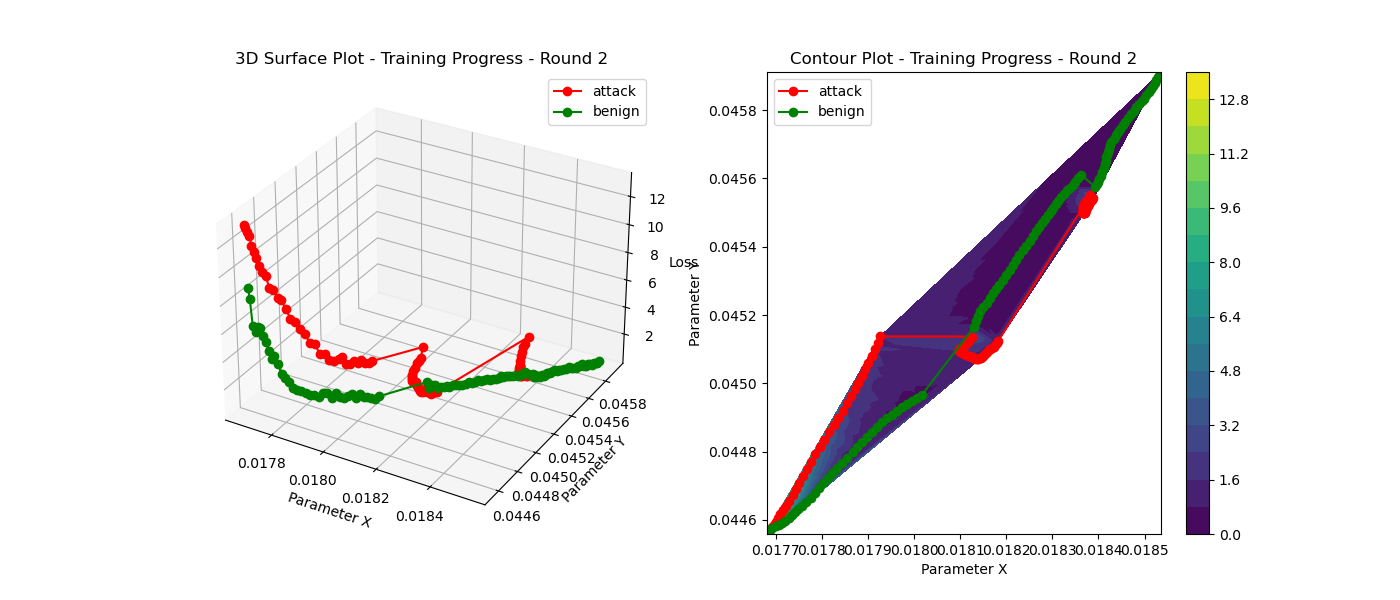 3D Surface Plot - Training Progress - Round 2
attack
benign
12
10
8
6
4
2
Loss
0.0458
0.0456
0.0454
0.0452
0.0450
0.0448
0.0446
Parameter Y
0.0178
0.0180
0.0182
0.0184
Parameter X
Contour Plot - Training Progress - Round 2
attack
benign
0.0458
0.0456
0.0454
0.0452
0.0450
0.0448
0.0446
Parameter Y
0.0177 0.0178 0.0179 0.0180 0.0181 0.0182 0.0183 0.0184 0.0185
Parameter X
12.8
11.2
9.6
8.0
6.4
4.8
3.2
1.6
0.0